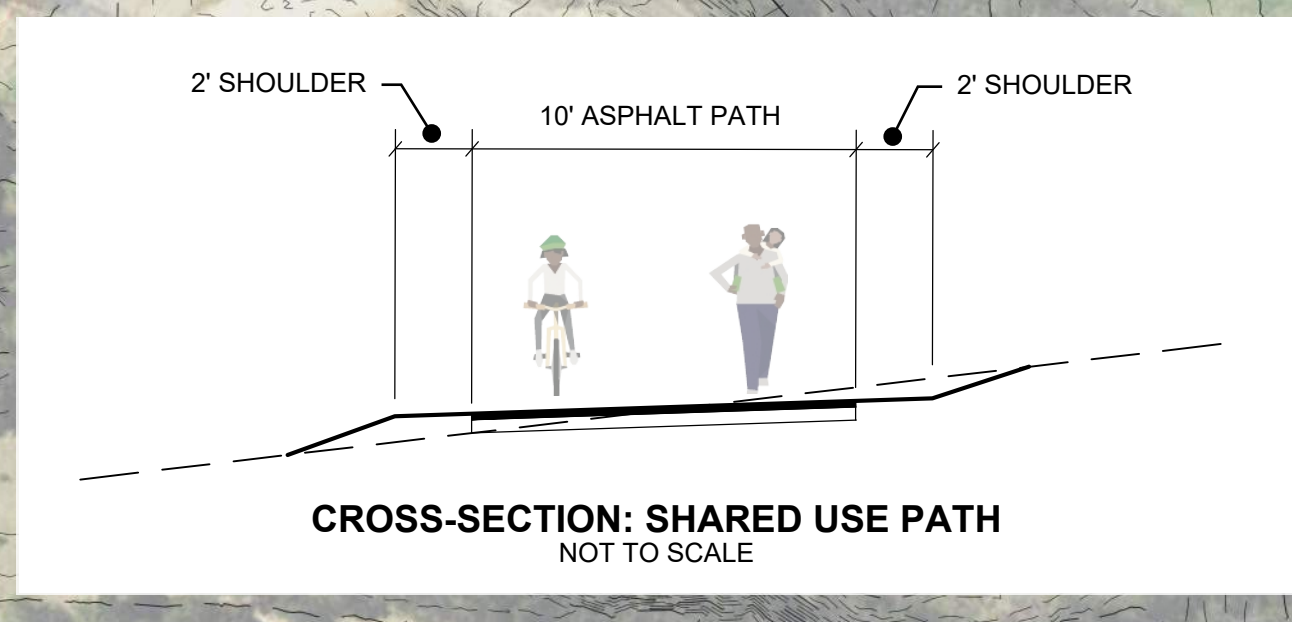 2' SHOULDER
2' SHOULDER
10' ASPHALT PATH
CROSS-SECTION: SHARED USE PATH
NOT TO SCALE